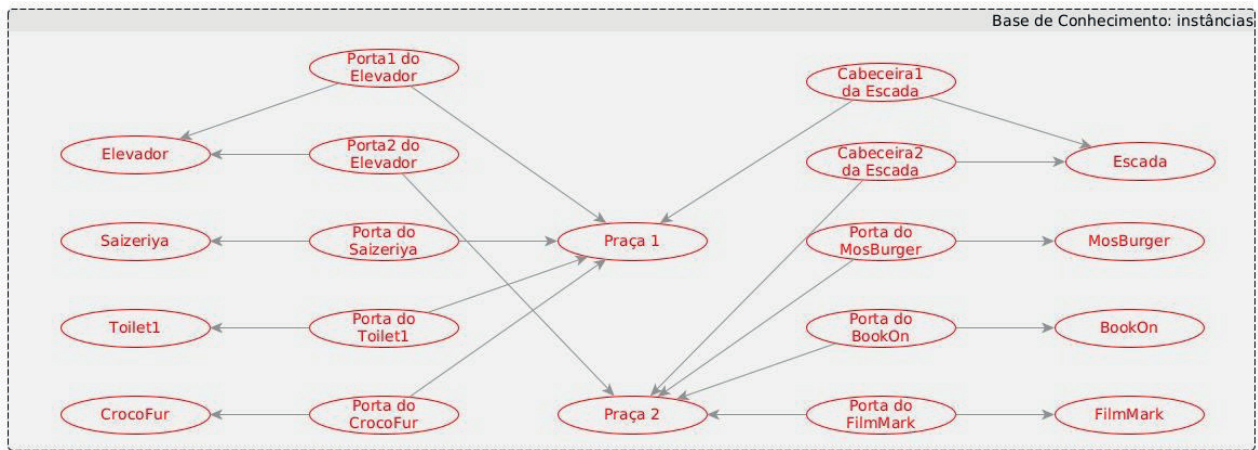 Base de Conhecimento: instâncias
Porta1 do
Elevador
Cabeceira1
da Escada
Elevador
Porta2 do
Elevador
Cabeceira2
da Escada
Escada
Saizeriya
Porta do
Saizeriya
Praça 1
Porta do
MosBurger
MosBurger
Toilet1
Porta do
Toilet1
Porta do
BookOn
BookOn
CrocoFur
Porta do
CrocoFur
Praça 2
Porta do
FilmMark
FilmMark